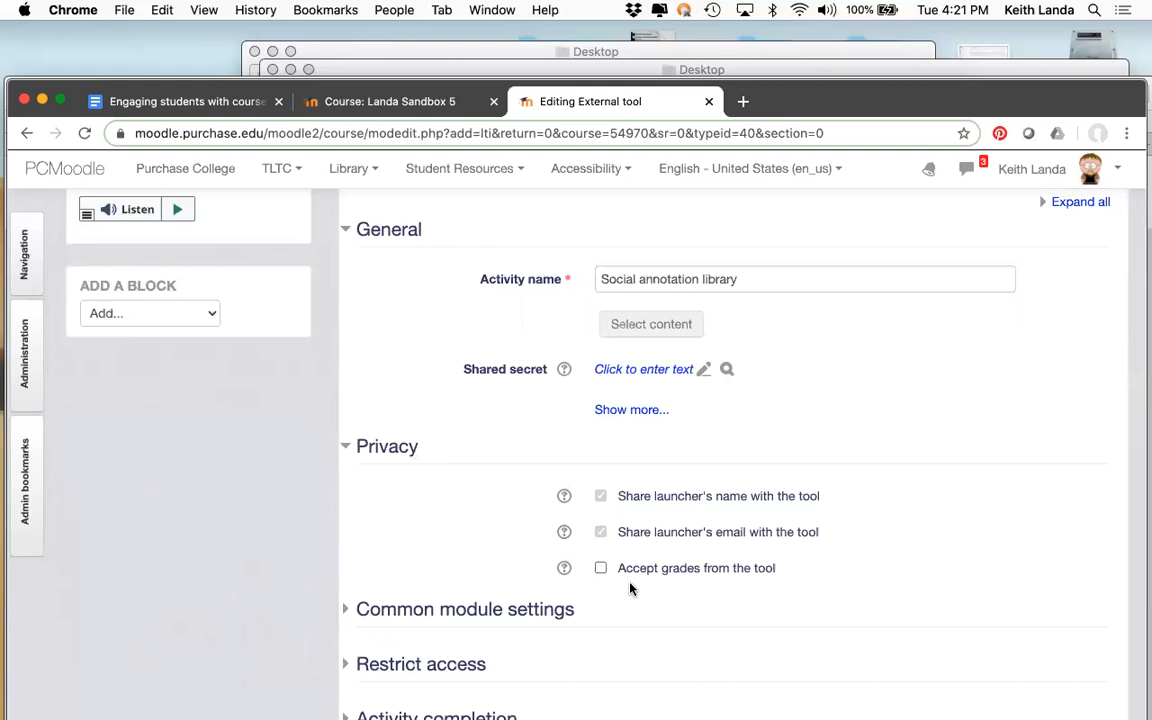 Chrome File Edit View History Bookmarks People Tab Window Help 100% Tue 4:21 PM Keith Landa
Desktop
Desktop
Engaging students with course Course: Landa Sandbox 5 Editing External tool
moodle.purchase.edu/moodle2/course/modedit.php?add=lti&return=0&course=54970&sr=0&typeid=40&section=0
PCMoodle Purchase College TLTC Library Student Resources Accessibility English - United States (en_us) 3 Keith Landa
Navigation
Administration
Admin bookmarks
Listen
ADD A BLOCK
Add...
Expand all
General
Activity name * Social annotation library
Select content
Shared secret Click to enter text
Show more...
Privacy
Share launcher's name with the tool
Share launcher's email with the tool
Accept grades from the tool
Common module settings
Restrict access
Activity completion